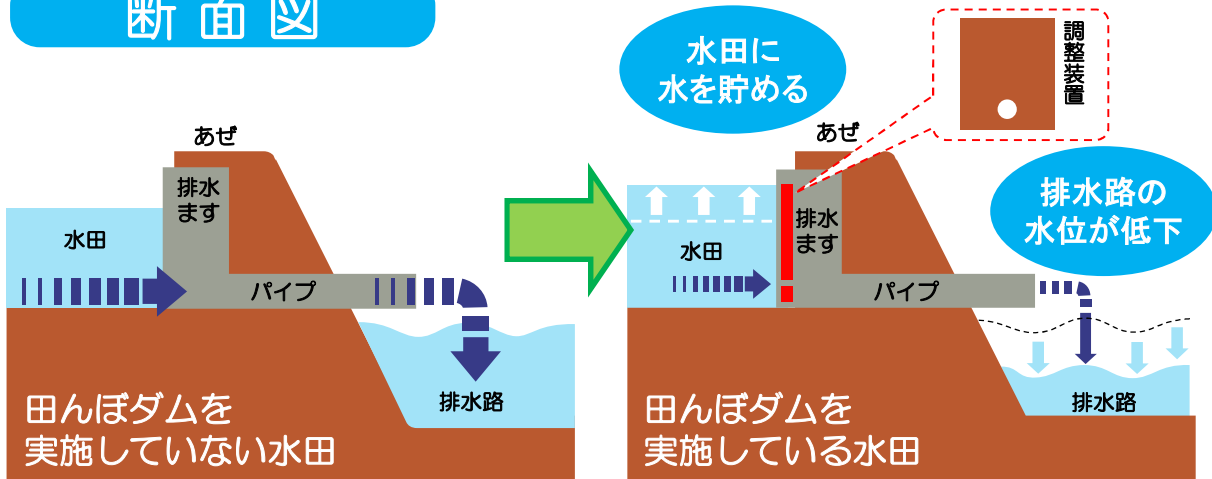 断面図
あぜ
排水
ます
水田
パイプ
排水路
田んぼダムを
実施していない水田
水田に
水を貯める
調整装置
あぜ
排水路の
水位が低下
排水
ます
水田
パイプ
排水路
田んぼダムを
実施している水田